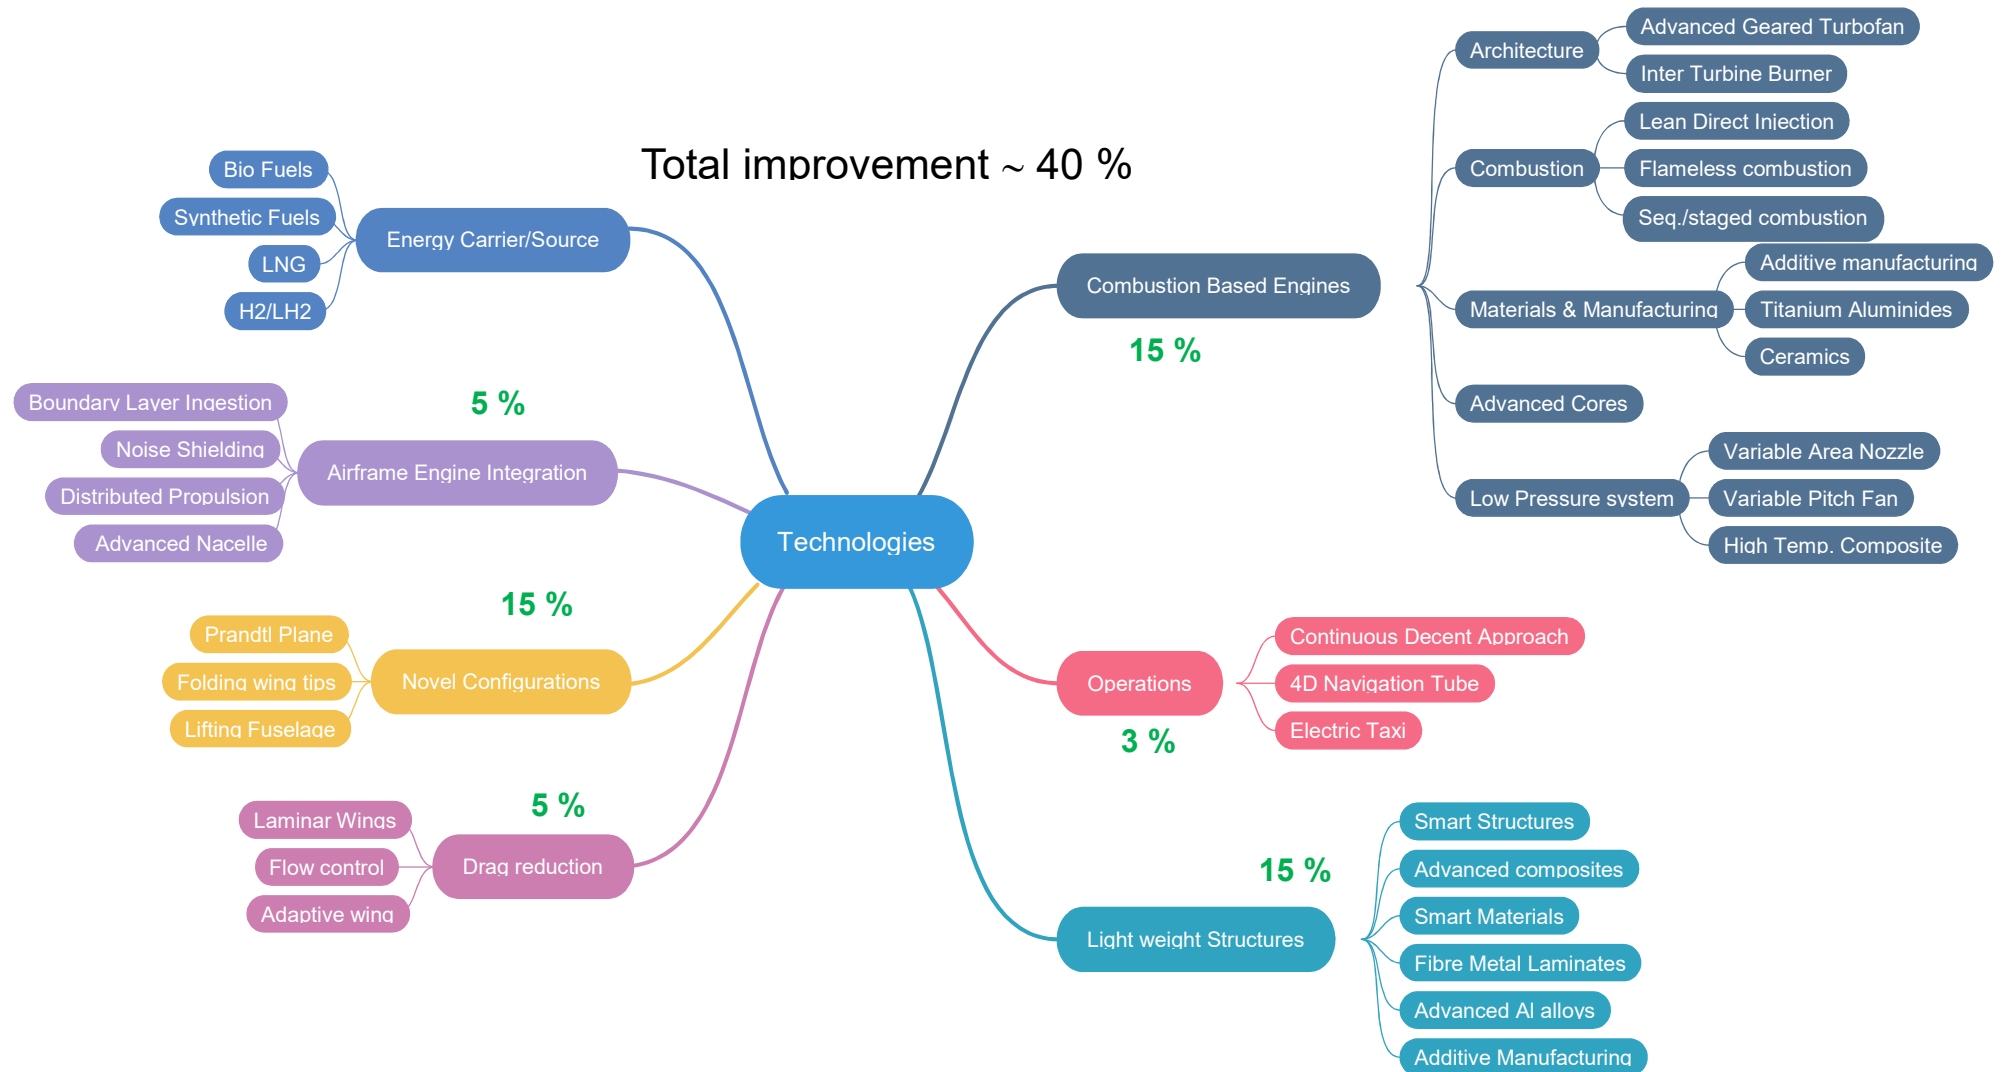 Total improvement ~ 40 %
Technologies
Energy Carrier/Source
Bio Fuels
Synthetic Fuels
LNG
H2/LH2
5 %
Airframe Engine Integration
Boundary Layer Ingestion
Noise Shielding
Distributed Propulsion
Advanced Nacelle
15 %
Novel Configurations
Prandtl Plane
Folding wing tips
Lifting Fuselage
5 %
Drag reduction
Laminar Wings
Flow control
Adaptive wing
Combustion Based Engines
15 %
Architecture
Advanced Geared Turbofan
Inter Turbine Burner
Combustion
Lean Direct Injection
Flameless combustion
Seq./staged combustion
Materials & Manufacturing
Additive manufacturing
Titanium Aluminides
Ceramics
Advanced Cores
Low Pressure system
Variable Area Nozzle
Variable Pitch Fan
High Temp. Composite
Operations
3 %
Continuous Decent Approach
4D Navigation Tube
Electric Taxi
15 %
Light weight Structures
Smart Structures
Advanced composites
Smart Materials
Fibre Metal Laminates
Advanced Al alloys
Additive Manufacturing